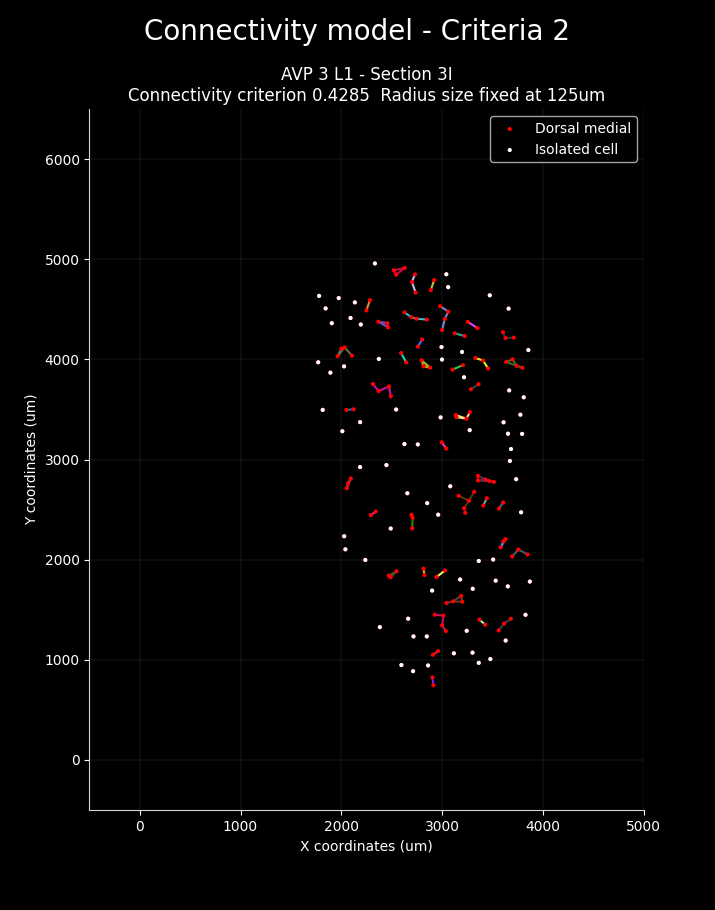 Connectivity model - Criteria 2
AVP 3 L1 - Section 3I
Connectivity criterion 0.4285  Radius size fixed at 125um
Dorsal medial
Isolated cell
6000
5000
4000
3000
2000
1000
0
Y coordinates (um)
0 1000 2000 3000 4000 5000
X coordinates (um)